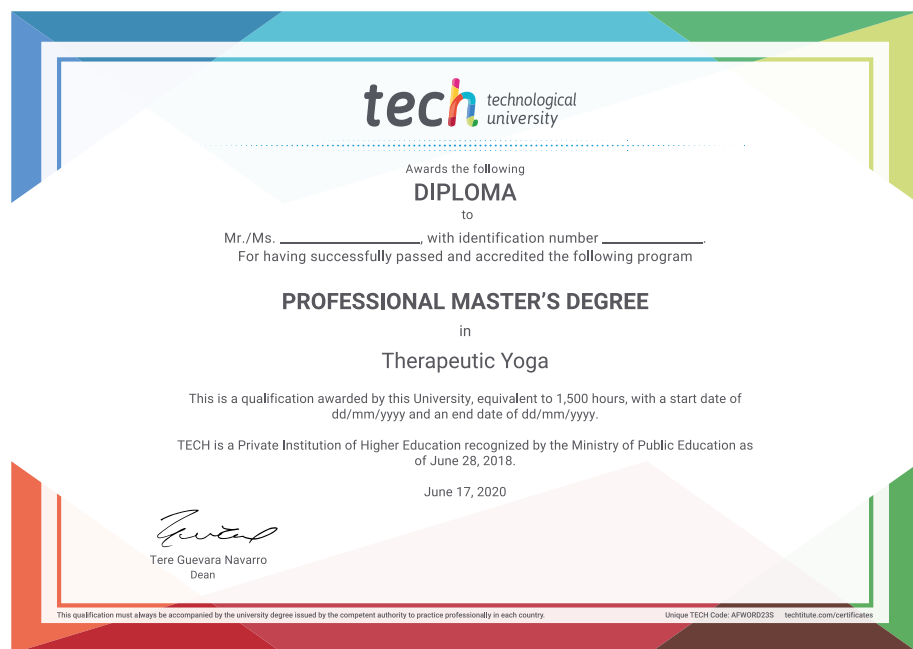 tech technological
university
Awards the following
DIPLOMA
to
Mr./Ms. ____________________, with identification number ______________.
For having successfully passed and accredited the following program
PROFESSIONAL MASTER'S DEGREE
in
Therapeutic Yoga
This is a qualification awarded by this University, equivalent to 1,500 hours, with a start date of
dd/mm/yyyy and an end date of dd/mm/yyyy.
TECH is a Private Institution of Higher Education recognized by the Ministry of Public Education as
of June 28, 2018.
June 17, 2020
Tere Guevara Navarro
Dean
This qualification must always be accompanied by the university degree issued by the competent authority to practice professionally in each country.
Unique TECH Code: AFWORD23S techtitute.com/certificates